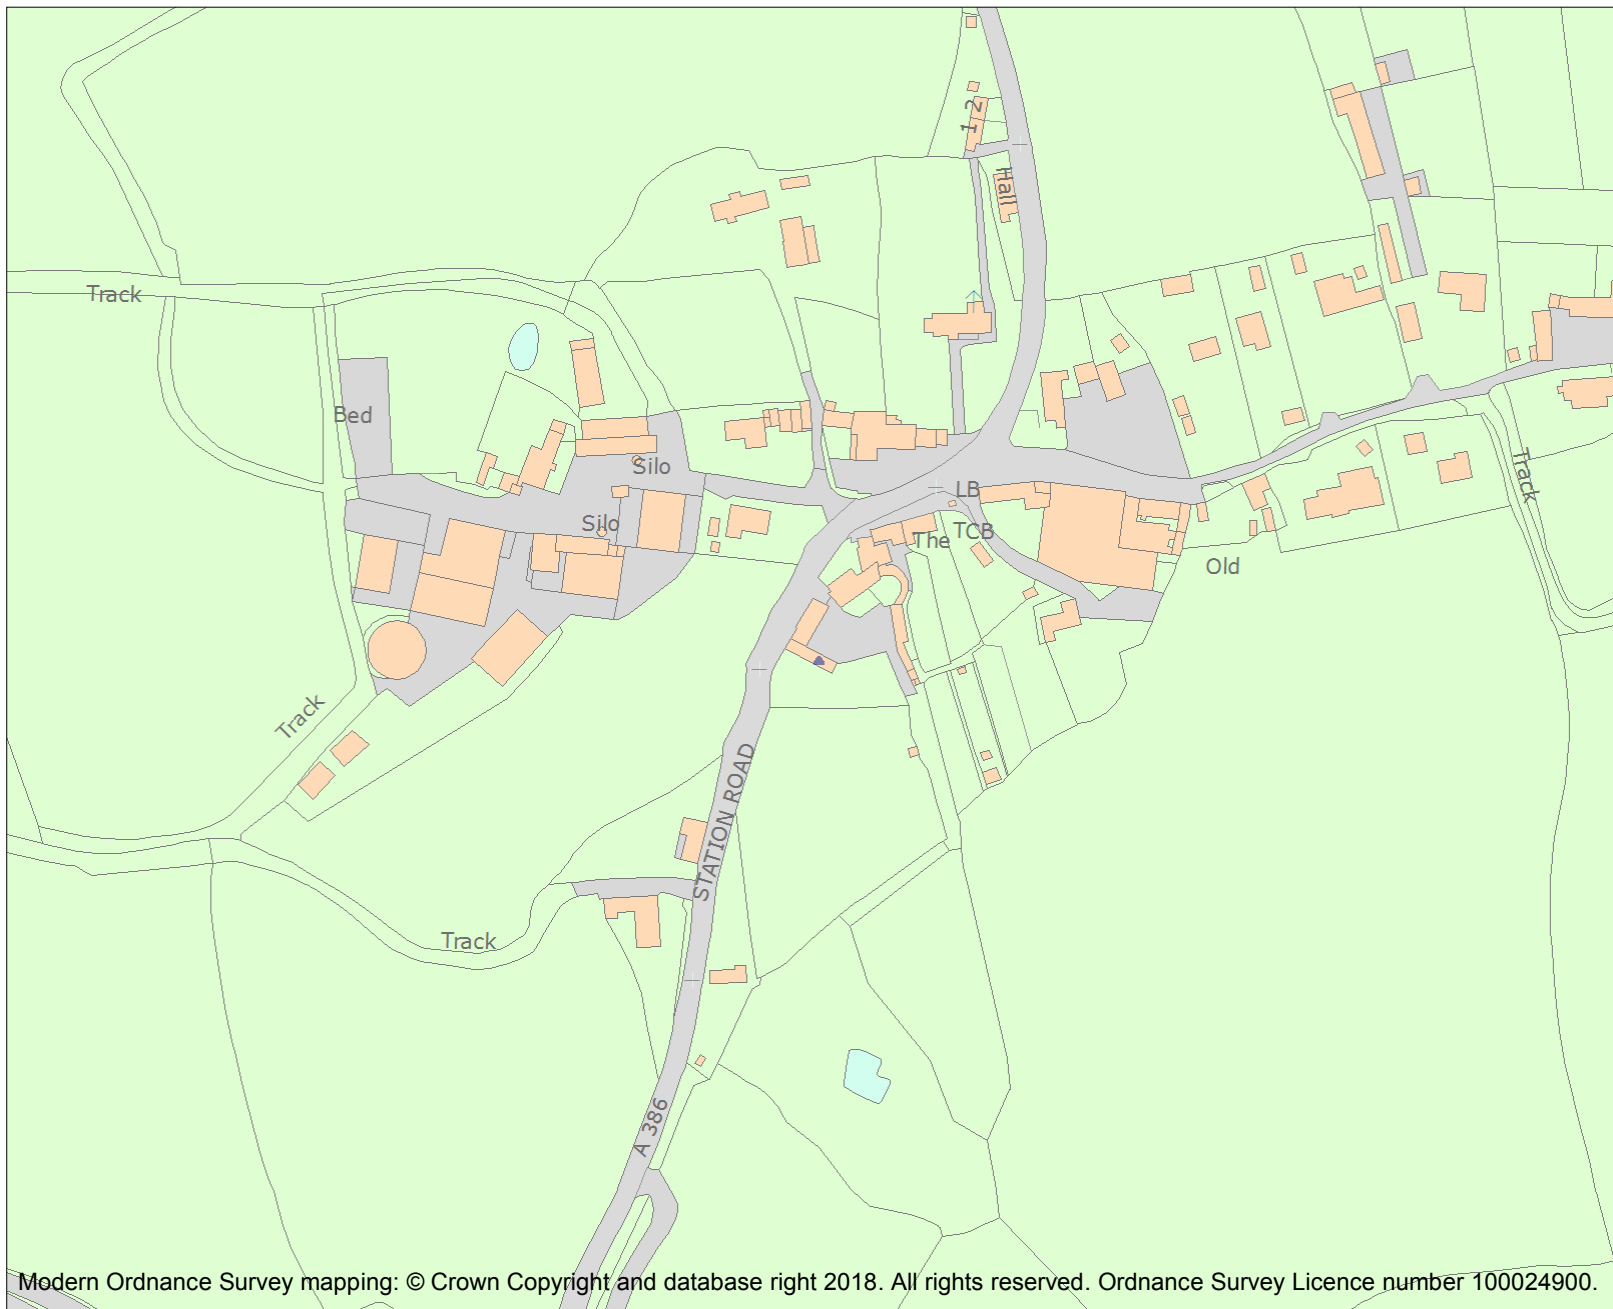 1 2
Hall
Track
Bed
Silo
Silo
LB
TCB
The
Old
Track
Track
STATION ROAD
Track
A 386
Modern Ordnance Survey mapping: © Crown Copyright and database right 2018. All rights reserved. Ordnance Survey Licence number 100024900.